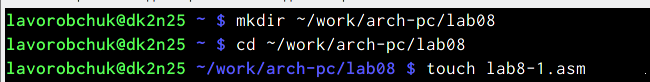 lavorobchuk@dk2n25 ~ $ mkdir ~/work/arch-pc/lab08
lavorobchuk@dk2n25 ~ $ cd ~/work/arch-pc/lab08
lavorobchuk@dk2n25 ~/work/arch-pc/lab08 $ touch lab8-1.asm